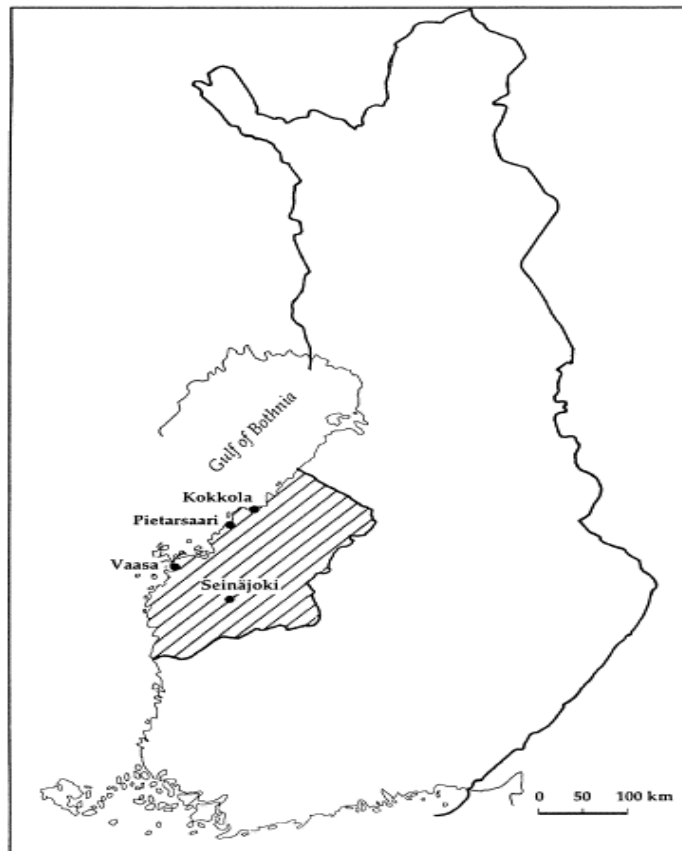 Gulf of Bothnia
Kokkola
Pietarsaari
Vaasa
Seinäjoki
0 50 100 km